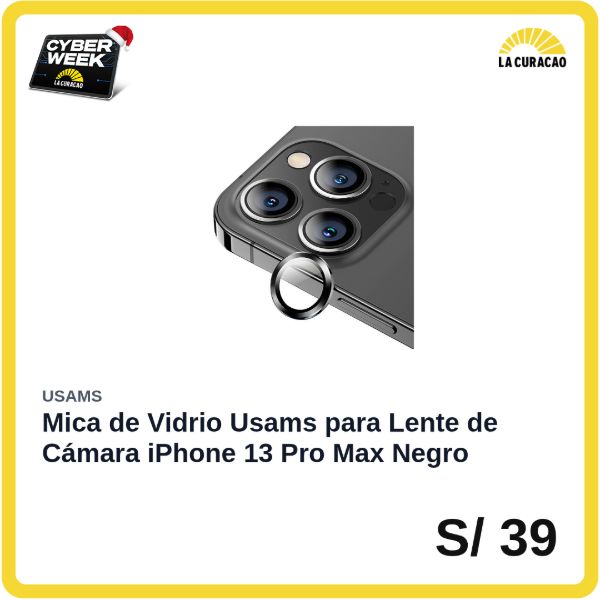 CYBER
WEEK
LA CURACAO
LA CURACAO
USAMS
Mica de Vidrio Usams para Lente de
Cámara iPhone 13 Pro Max Negro
S/ 39